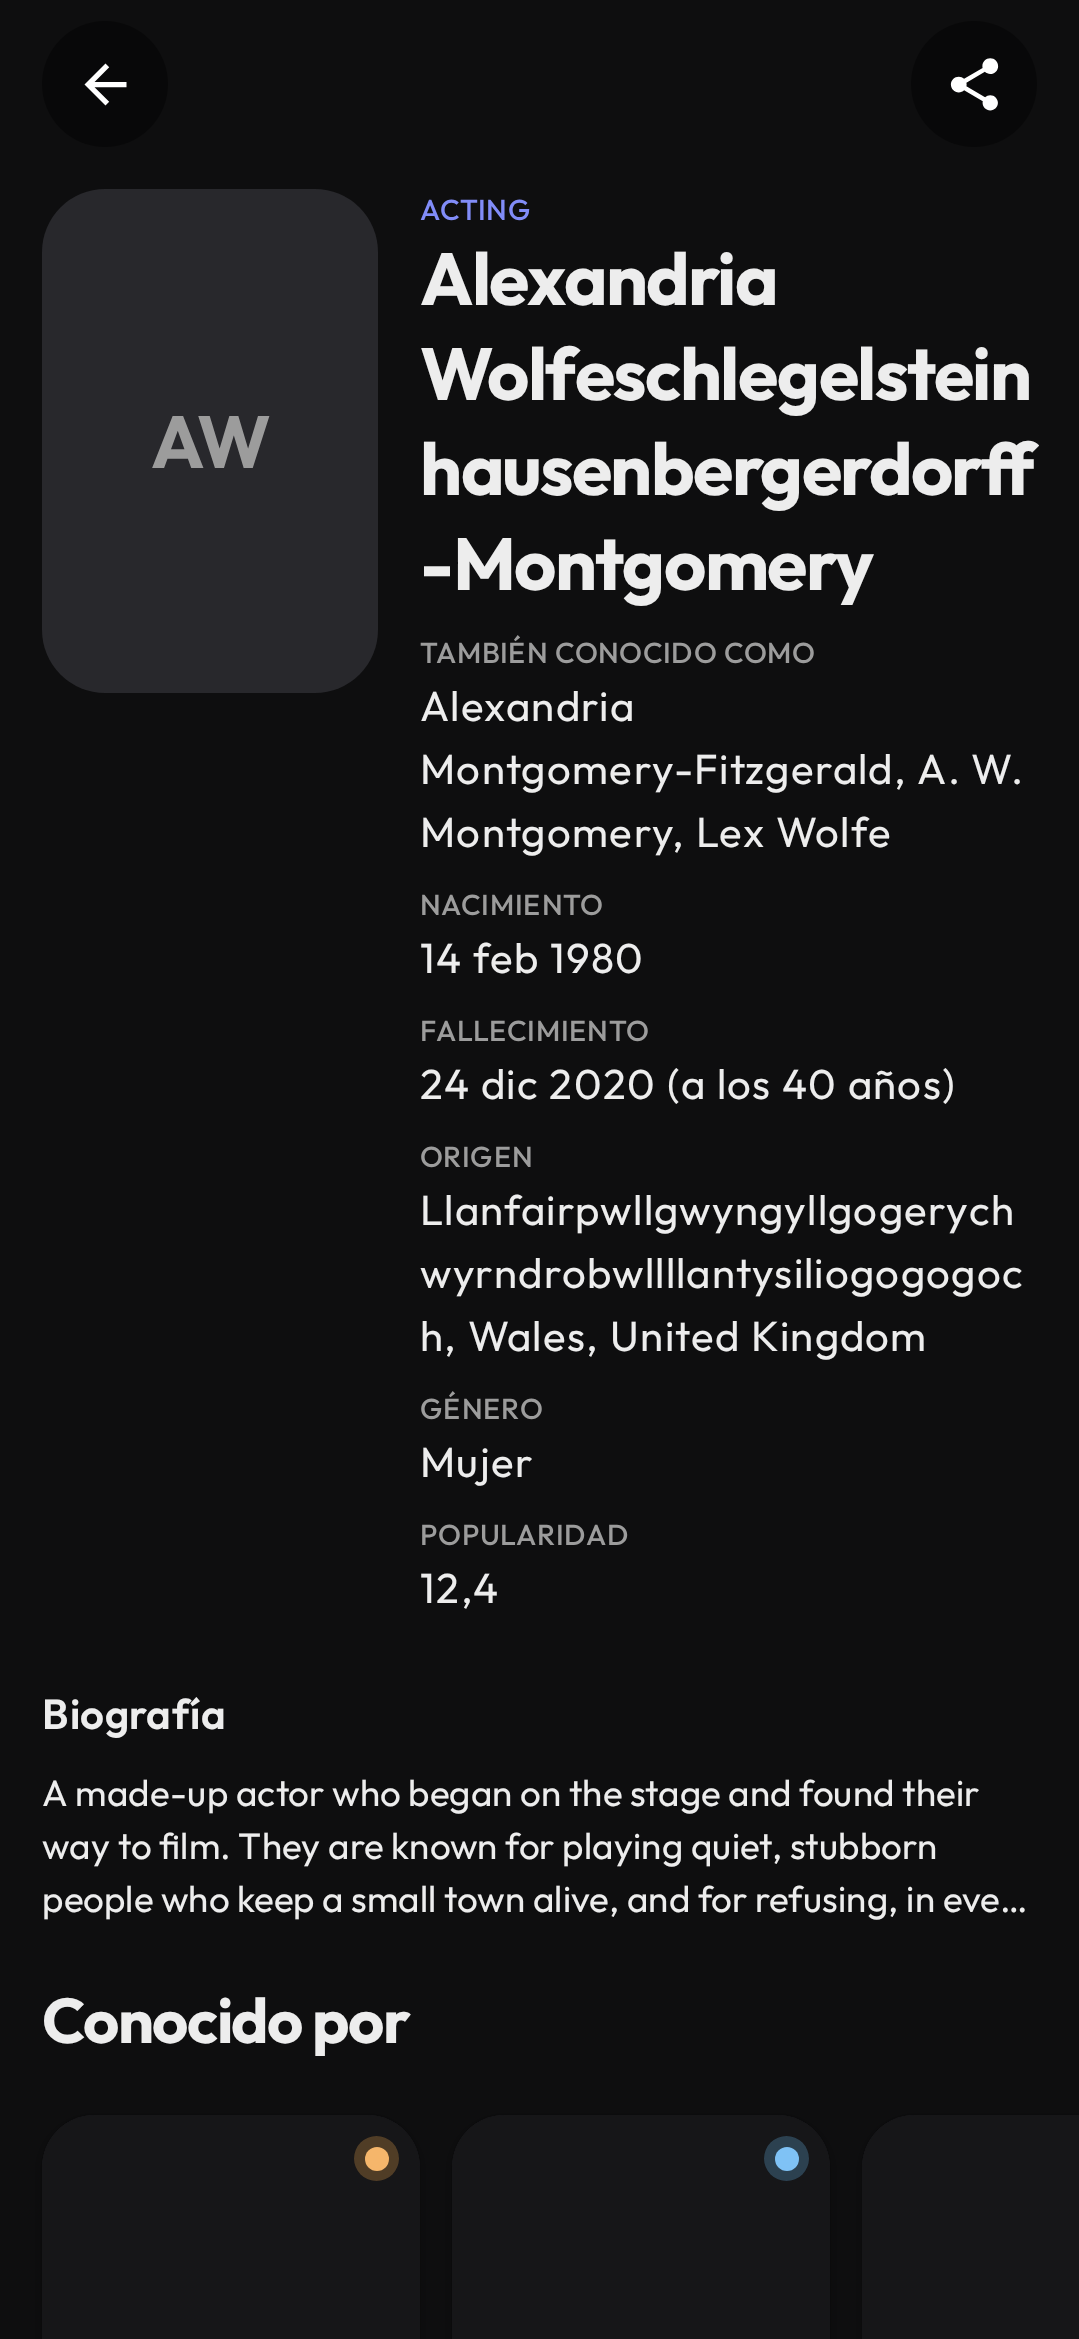 ACTING
Alexandria
Wolfeschlegelstein
hausenbergerdorff
-Montgomery
AW
TAMBIÉN CONOCIDO COMO
Alexandria
Montgomery-Fitzgerald, A. W.
Montgomery, Lex Wolfe
NACIMIENTO
14 feb 1980
FALLECIMIENTO
24 dic 2020 (a los 40 años)
ORIGEN
Llanfairpwllgwyngyllgogerych
wyrndrobwllllantysiliogogogoc
h, Wales, United Kingdom
GÉNERO
Mujer
POPULARIDAD
12,4
Biografía
A made-up actor who began on the stage and found their
way to film. They are known for playing quiet, stubborn
people who keep a small town alive, and for refusing, in eve…
Conocido por